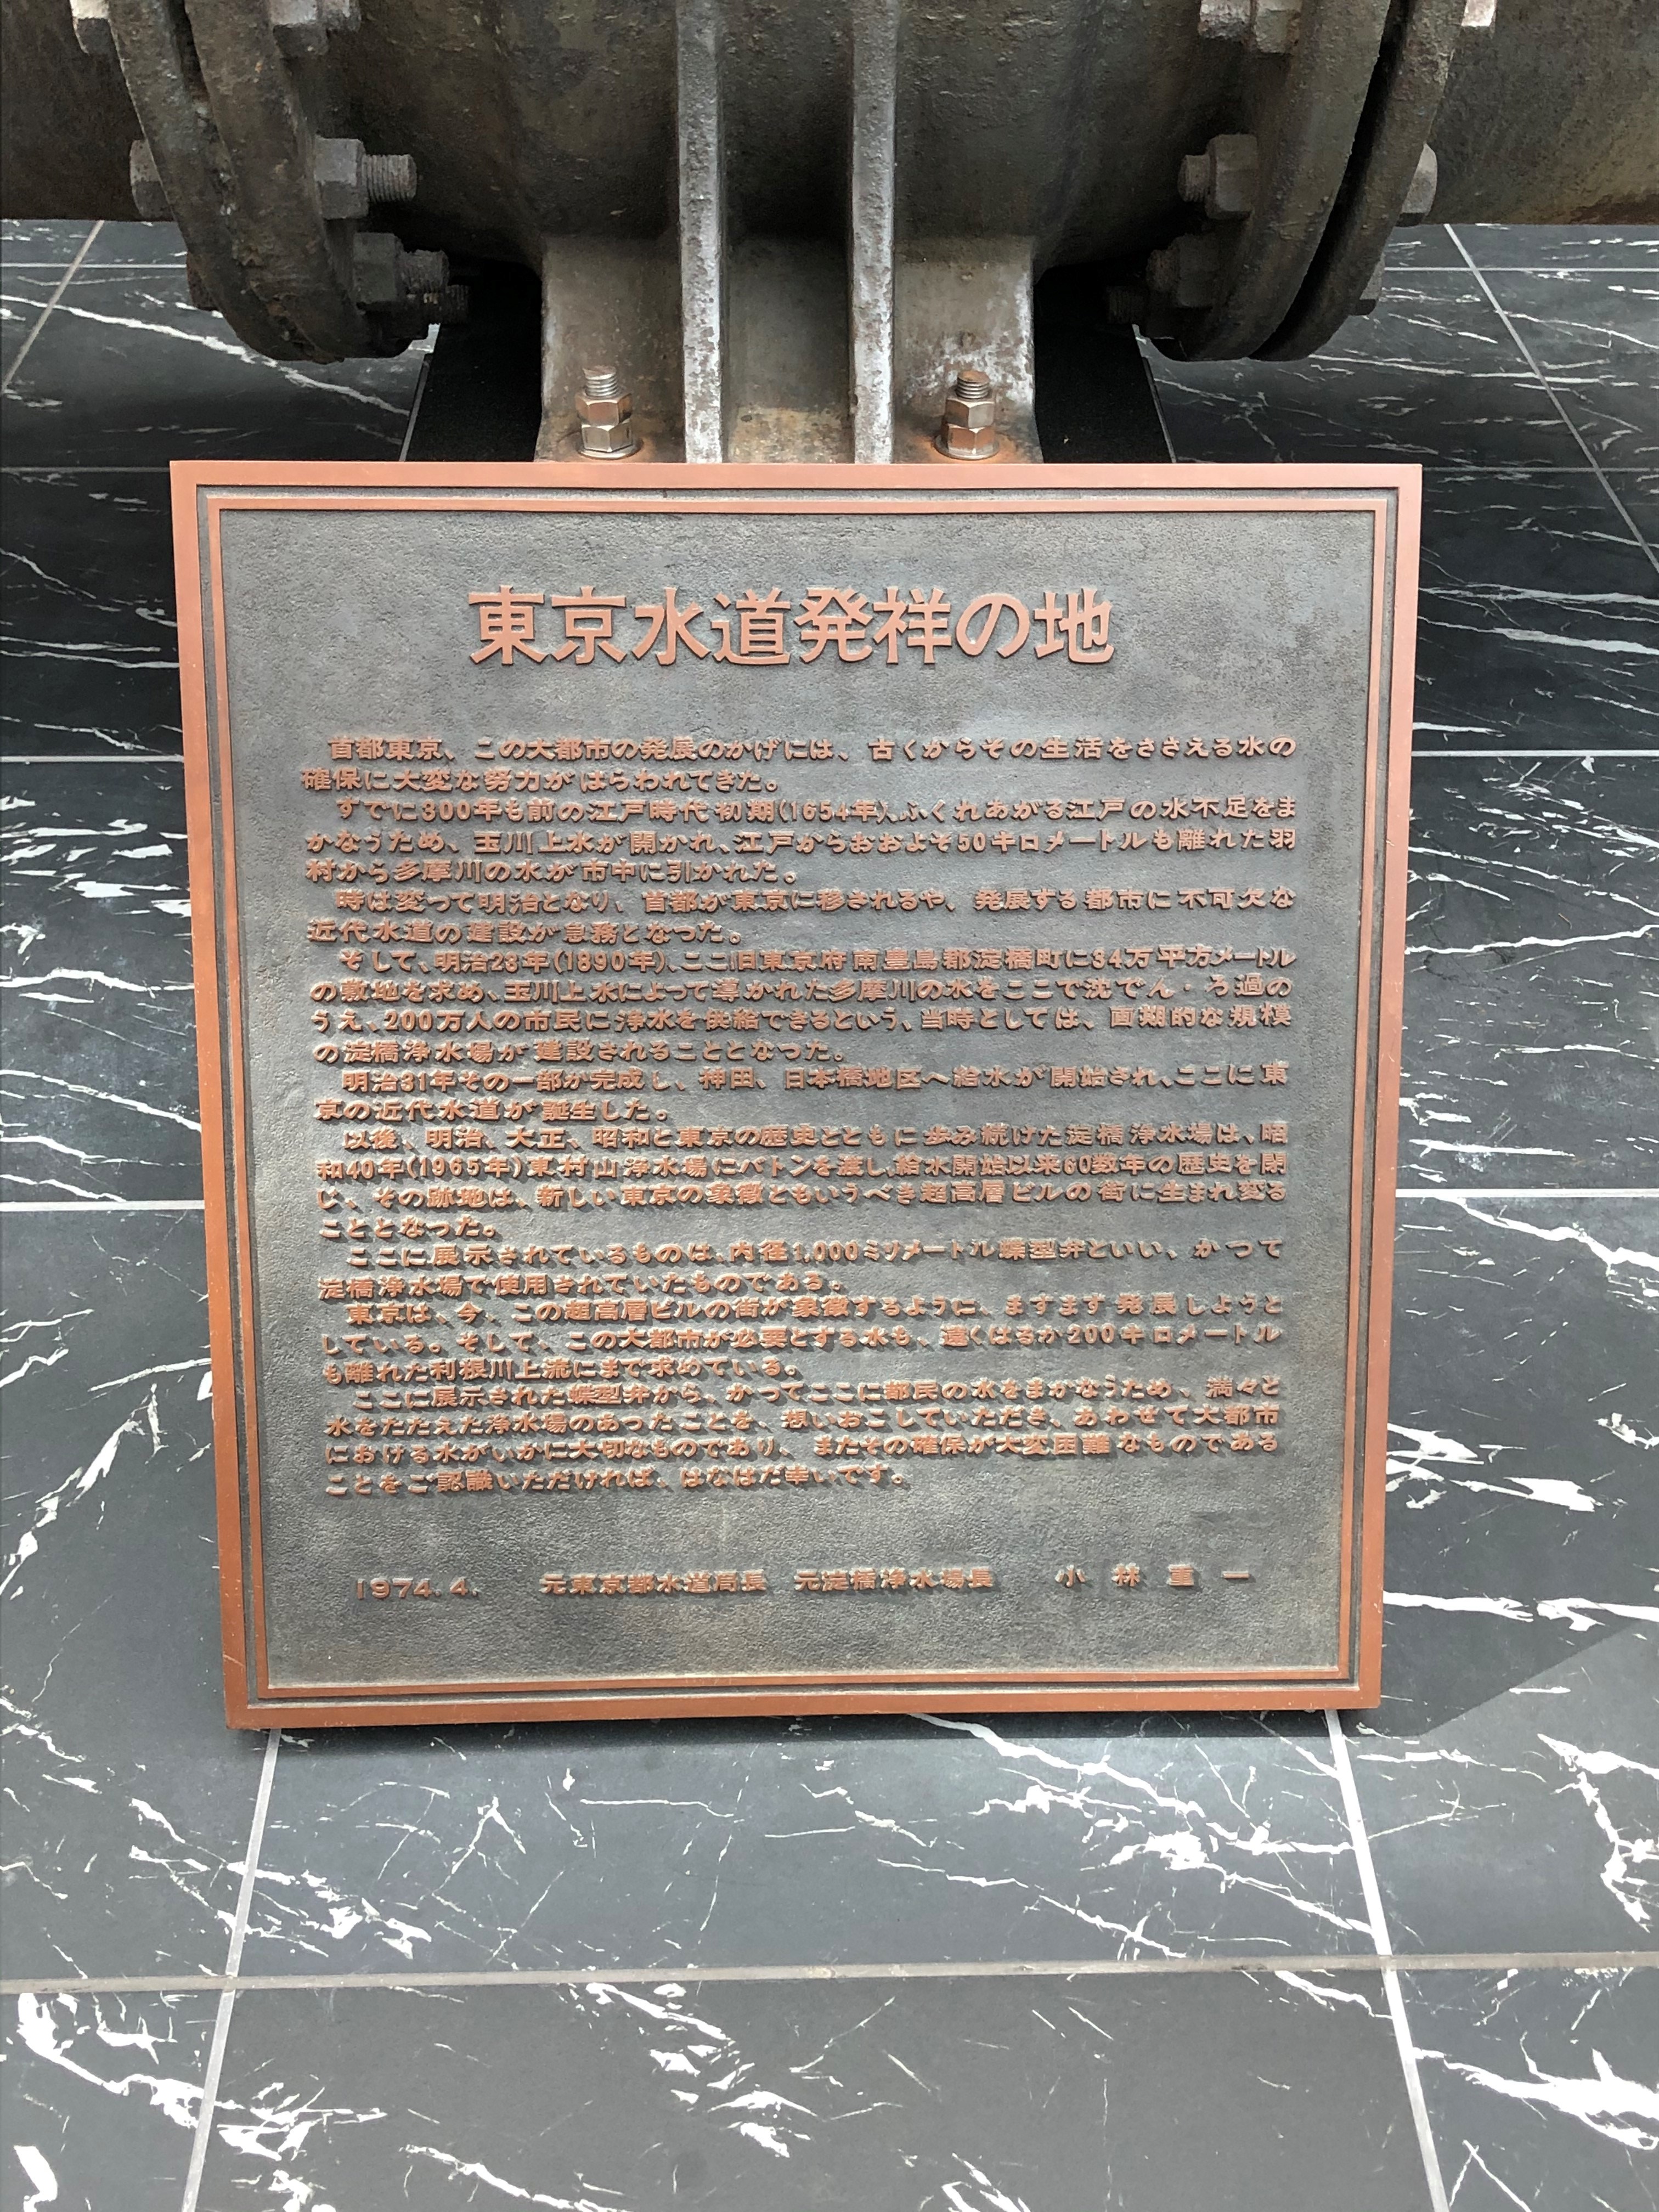 東京水道発祥の地
首都東京、この大都市の発展のかげには、古くからその生活をささえる水の
確保に大変な努力がはらわれてきた。
すでに300年も前の江戸時代初期(1654年)、ふくれあがる江戸の水不足をま
かなうため、玉川上水が開かれ、江戸からおおよそ50キロメートルも離れた羽
村から多摩川の水が市中に引かれた。
時は変って明治となり、首都が東京に移されるや、発展する都市に不可欠な
近代水道の建設が急務となった。
そして、明治23年(1890年)、ここ旧東京府南豊島郡淀橋町に34万平方メートル
の敷地を求め、玉川上水によって導かれた多摩川の水をここで沈でん・ろ過の
うえ、200万人の市民に浄水を供給できるという、当時としては、画期的な規模
の淀橋浄水場が建設されることとなった。
明治31年その一部が完成し、神田、日本橋地区へ給水が開始され、ここに東
京の近代水道が誕生した。
以後、明治、大正、昭和と東京の歴史とともに歩み続けた淀橋浄水場は、昭
和40年(1965年)東村山浄水場にバトンを渡し、給水開始以来60数年の歴史を閉
じ、その跡地は、新しい東京の象徴ともいうべき超高層ビルの街に生まれ変る
こととなった。
ここに展示されているものは、内径1,000ミリメートル蝶型弁といい、かつて
淀橋浄水場で使用されていたものである。
東京は、今、この超高層ビルの街が象徴するように、ますます発展しようと
している。そして、この大都市が必要とする水も、遠くはるか200キロメートル
も離れた利根川上流にまで求めている。
ここに展示された蝶型弁から、かつてここに都民の水をまかなうため、満々と
水をたたえた浄水場のあったことを、想いおこしていただき、あわせて大都市
における水がいかに大切なものであり、またその確保が大変困難なものである
ことをご認識いただければ、はなはだ幸いです。
1974.4. 元東京都水道局長 元淀橋浄水場長 小林重一